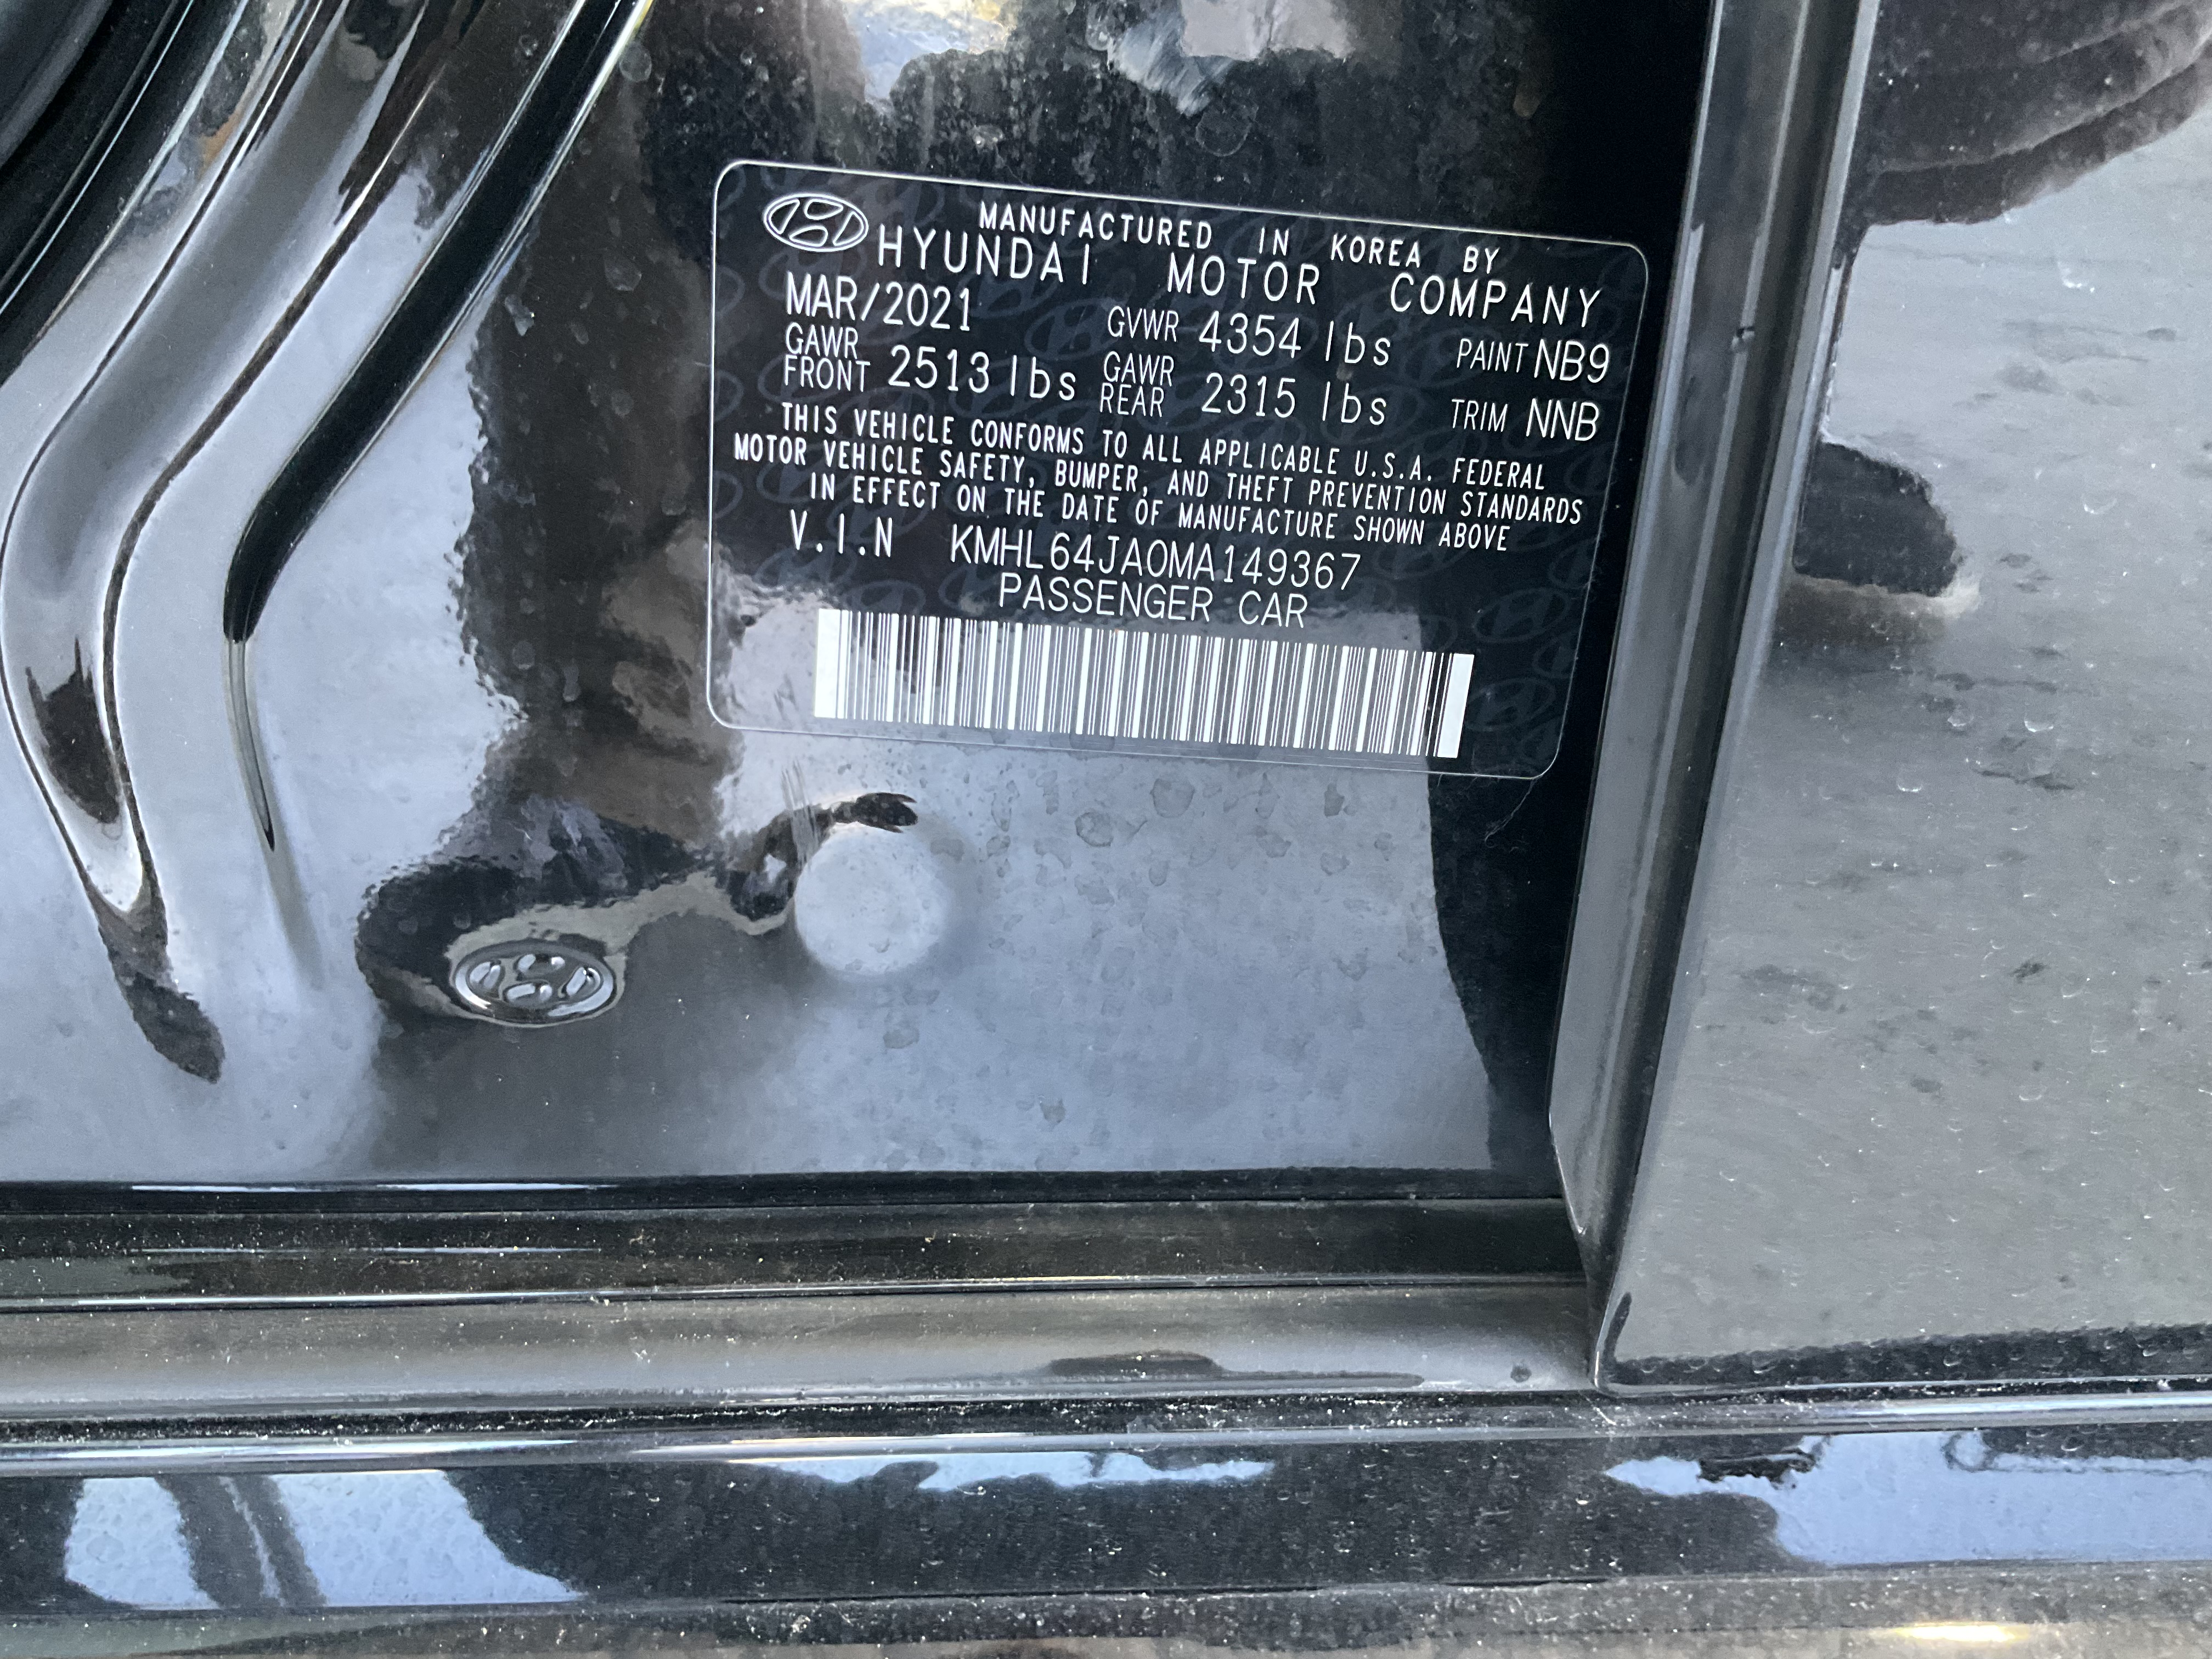 MANUFACTURED IN KOREA BY
HYUNDAI MOTOR COMPANY
MAR/2021 GVWR 4354 lbs PAINT NB9
GAWR FRONT 2513 lbs GAWR REAR 2315 lbs TRIM NNB
THIS VEHICLE CONFORMS TO ALL APPLICABLE U.S.A. FEDERAL
MOTOR VEHICLE SAFETY, BUMPER, AND THEFT PREVENTION STANDARDS
IN EFFECT ON THE DATE OF MANUFACTURE SHOWN ABOVE
V.I.N KMHL64JA0MA149367
PASSENGER CAR